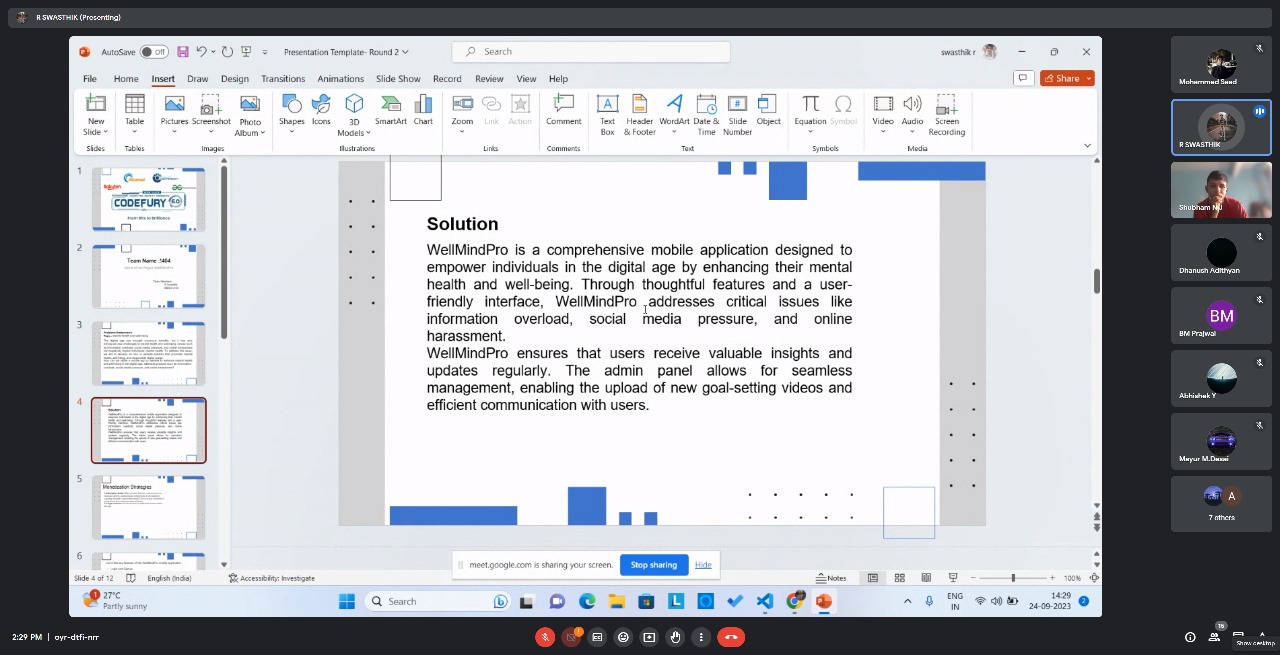 R SWASTHIK (Presenting)
AutoSave Off
Presentation Template- Round 2
Search
swasthik r
File Home Insert Draw Design Transitions Animations Slide Show Record Review View Help
Share
New Slide
Table
Pictures
Screenshot
Photo Album
Shapes
Icons
3D Models
SmartArt
Chart
Zoom
Link
Action
Comment
Text Box
Header & Footer
WordArt
Date & Time
Slide Number
Object
Equation
Symbol
Video
Audio
Screen Recording
Slides Tables Images Illustrations Links Comments Text Symbols Media
1
CODEFURY
2
3
4
5
Monetization Strategies
6
Solution
WellMindPro is a comprehensive mobile application designed to
empower individuals in the digital age by enhancing their mental
health and well-being. Through thoughtful features and a user-
friendly interface, WellMindPro addresses critical issues like
information overload, social media pressure, and online
harassment.
WellMindPro ensures that users receive valuable insights and
updates regularly. The admin panel allows for seamless
management, enabling the upload of new goal-setting videos and
efficient communication with users.
meet.google.com is sharing your screen. Stop sharing Hide
Slide 4 of 12 English (India) Accessibility: Investigate Notes 100%
1
27°C
Partly sunny
Search
ENG
IN
14:29
24-09-2023
2
Mohammed Saad
R SWASTHIK
Shubham NU
Dhanush Adithyan
BM
BM Prajwal
Abhishek Y
Mayur M.Desai
A
7 others
2:29 PM | oyr-dtfi-nrr
15
Show desktop